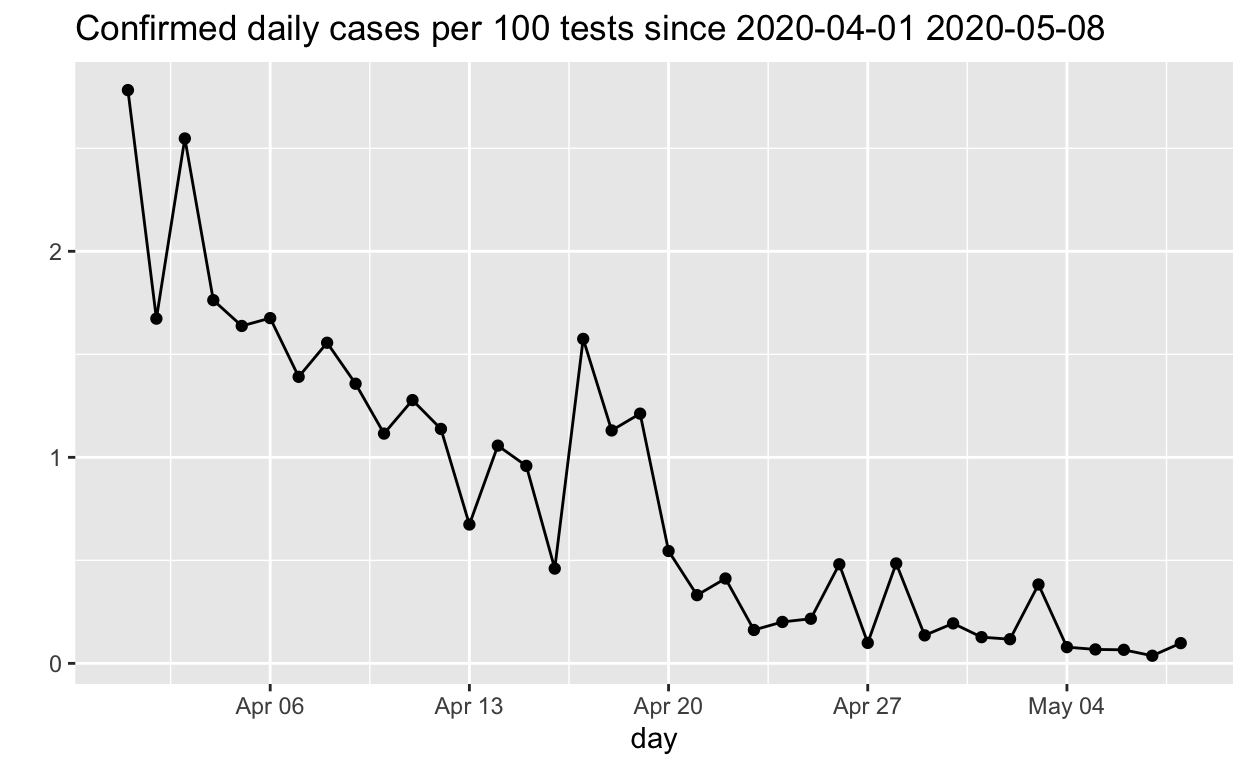 Confirmed daily cases per 100 tests since 2020-04-01 2020-05-08
2
1
0
Apr 06 Apr 13 Apr 20 Apr 27 May 04
day